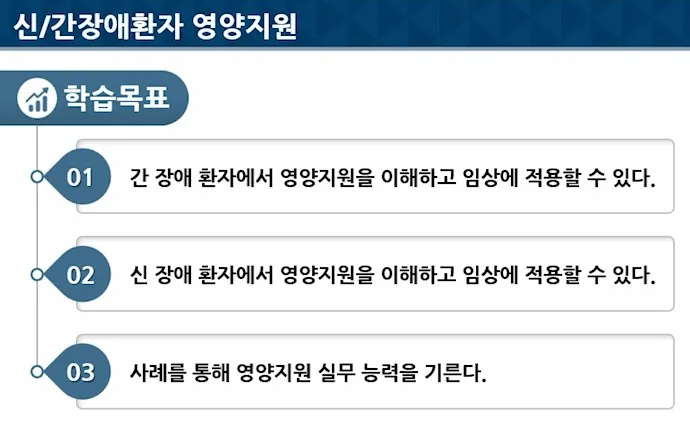 신/간장애환자 영양지원
학습목표
01
간 장애 환자에서 영양지원을 이해하고 임상에 적용할 수 있다.
02
신 장애 환자에서 영양지원을 이해하고 임상에 적용할 수 있다.
03
사례를 통해 영양지원 실무 능력을 기른다.